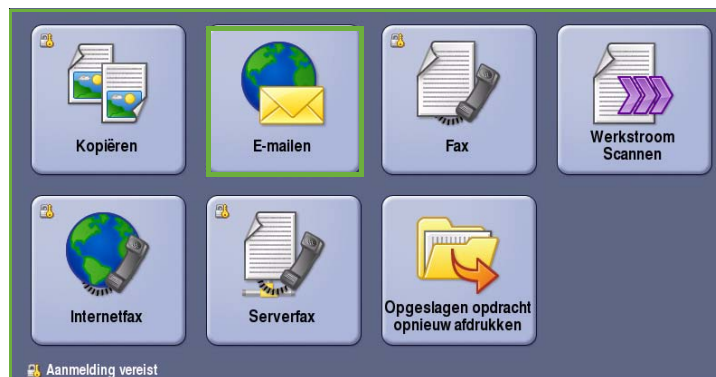 Kopiëren
E-mailen
Fax
Werkstroom
Scannen
Internetfax
Serverfax
Opgeslagen opdracht
opnieuw afdrukken
Aanmelding vereist